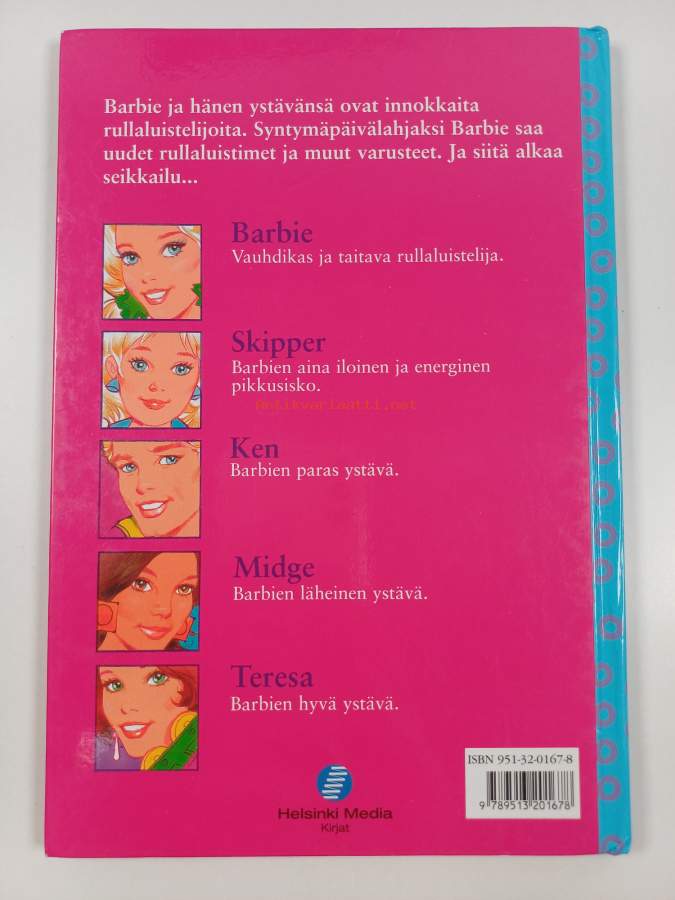 Barbie ja hänen ystävänsä ovat innokkaita
rullaluistelijoita. Syntymäpäivälahjaksi Barbie saa
uudet rullaluistimet ja muut varusteet. Ja siitä alkaa
seikkailu...
Barbie
Vauhdikas ja taitava rullaluistelija.
Skipper
Barbien aina iloinen ja energinen
pikkusisko.
Antikvariaatti.net
Ken
Barbien paras ystävä.
Midge
Barbien läheinen ystävä.
Teresa
Barbien hyvä ystävä.
ISBN 951-32-0167-8
9 789513 201678
Helsinki Media
Kirjat